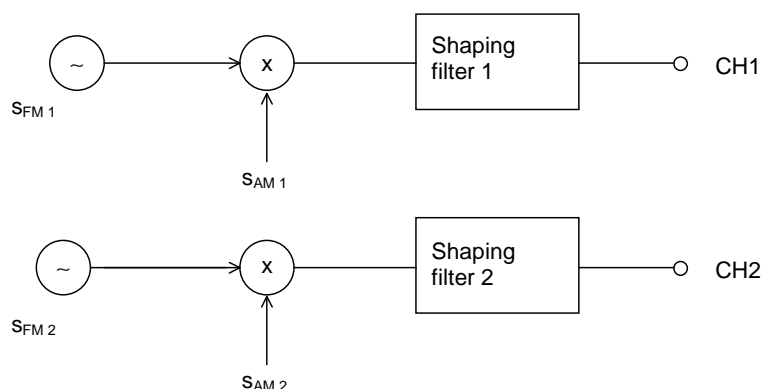 Shaping
filter 1
~
x
CH1
sFM 1
sAM 1
Shaping
filter 2
~
x
CH2
sFM 2
sAM 2